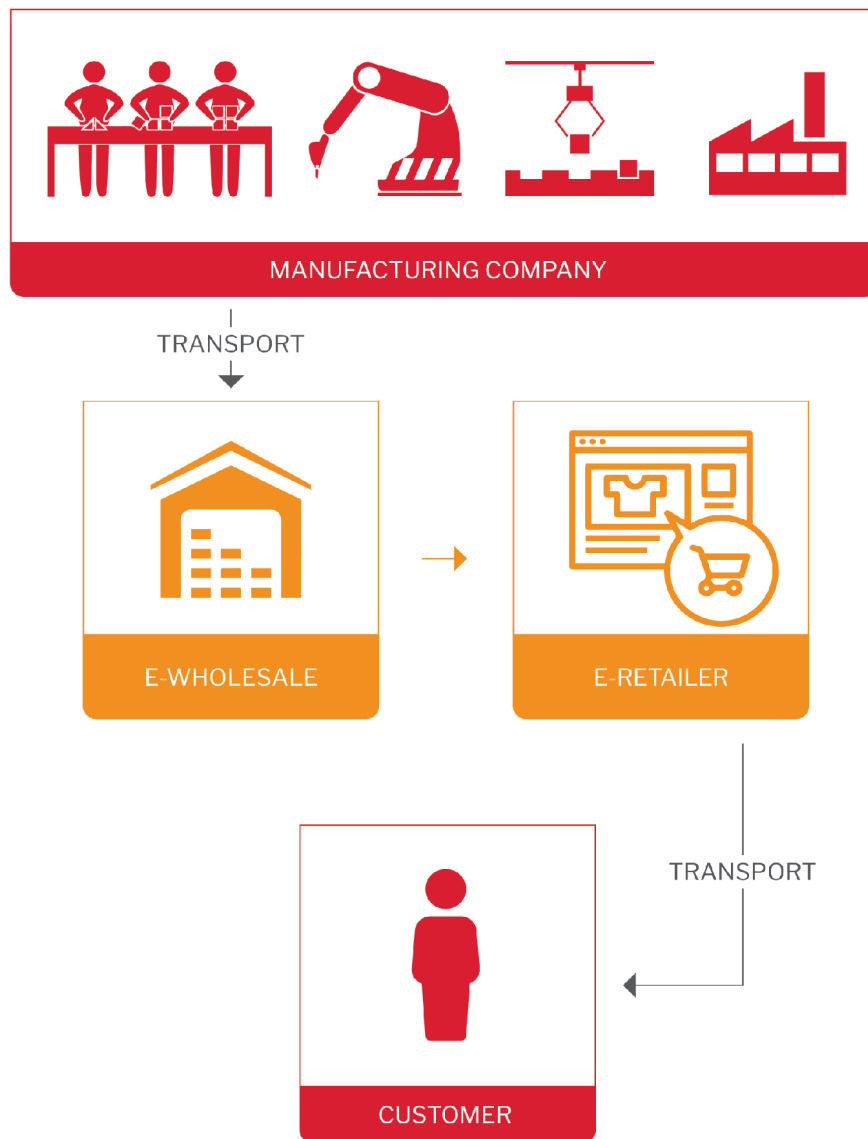 MANUFACTURING COMPANY
TRANSPORT
E-WHOLESALE
E-RETAILER
TRANSPORT
CUSTOMER